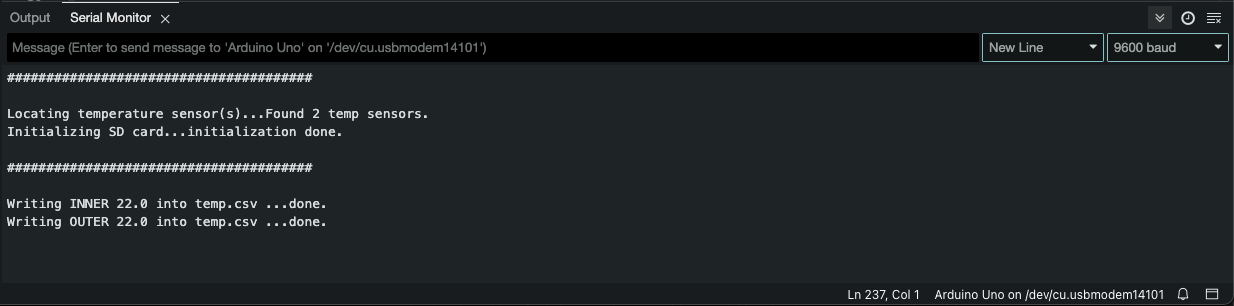 Output Serial Monitor
Message (Enter to send message to 'Arduino Uno' on '/dev/cu.usbmodem14101')
New Line
9600 baud
#######################################
Locating temperature sensor(s)...Found 2 temp sensors.
Initializing SD card...initialization done.
#######################################
Writing INNER 22.0 into temp.csv ...done.
Writing OUTER 22.0 into temp.csv ...done.
Ln 237, Col 1 Arduino Uno on /dev/cu.usbmodem14101